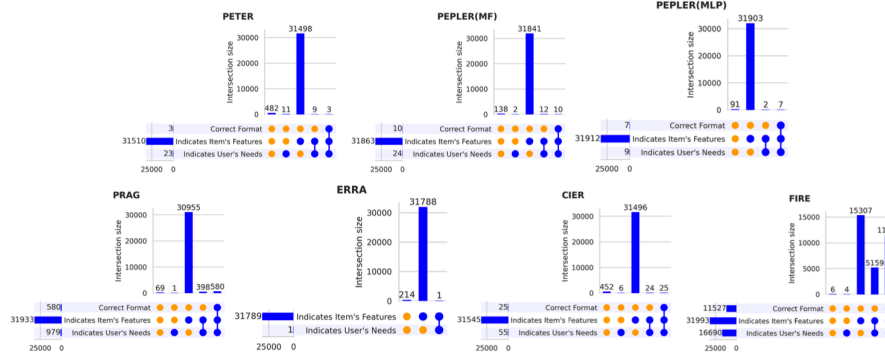 PEPLER(MLP)
PETER
PEPLER(MF)
31498
31841
31903
30000
30000
30000
20000
20000
20000
10000
10000
10000
Intersection size
Intersection size
Intersection size
482 11 9 3
138 2 12 10
91 2 7
0
0
0
3 Correct Format
10 Correct Format
7 Correct Format
31510 Indicates Item's Features
31863 Indicates Item's Features
31912 Indicates Item's Features
23 Indicates User's Needs
24 Indicates User's Needs
9 Indicates User's Needs
25000 0
25000 0
25000 0
PRAG
ERRA
CIER
FIRE
30955
31788
31496
15307
30000
30000
30000
15000
20000
20000
20000
10000
10000
10000
10000
5000
Intersection size
Intersection size
Intersection size
Intersection size
69 1 398 580
214 1
452 6 24 25
6 4 5159 11
0
0
0
0
580 Correct Format
25 Correct Format
11527 Correct Format
31933 Indicates Item's Features
31789 Indicates Item's Features
31545 Indicates Item's Features
31993 Indicates Item's Features
979 Indicates User's Needs
1 Indicates User's Needs
55 Indicates User's Needs
16690 Indicates User's Needs
25000 0
25000 0
25000 0
25000 0